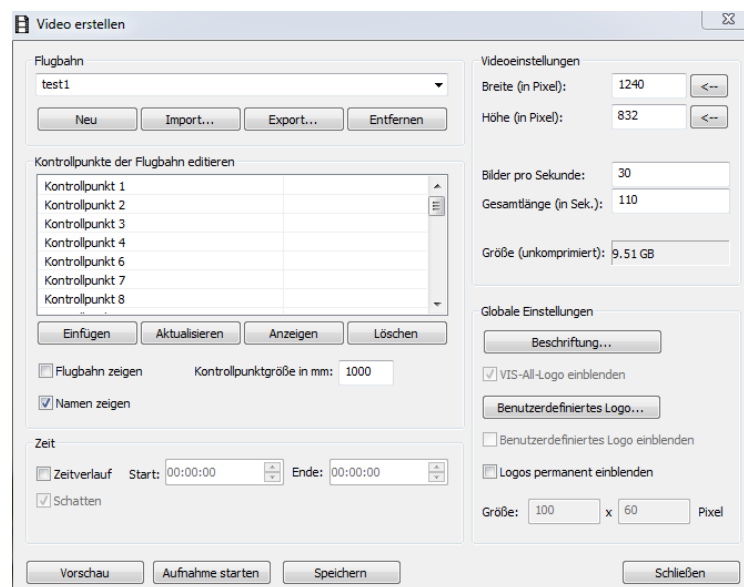 Video erstellen
Flugbahn
test1
Neu
Import...
Export...
Entfernen
Kontrollpunkte der Flugbahn editieren
Kontrollpunkt 1
Kontrollpunkt 2
Kontrollpunkt 3
Kontrollpunkt 4
Kontrollpunkt 6
Kontrollpunkt 7
Kontrollpunkt 8
Einfügen
Aktualisieren
Anzeigen
Löschen
Flugbahn zeigen
Kontrollpunktgröße in mm: 1000
Namen zeigen
Zeit
Zeitverlauf Start: 00:00:00 Ende: 00:00:00
Schatten
Videoeinstellungen
Breite (in Pixel): 1240 <--
Höhe (in Pixel): 832 <--
Bilder pro Sekunde: 30
Gesamtlänge (in Sek.): 110
Größe (unkomprimiert): 9.51 GB
Globale Einstellungen
Beschriftung...
VIS-All-Logo einblenden
Benutzerdefiniertes Logo...
Benutzerdefiniertes Logo einblenden
Logos permanent einblenden
Größe: 100 x 60 Pixel
Vorschau
Aufnahme starten
Speichern
Schließen